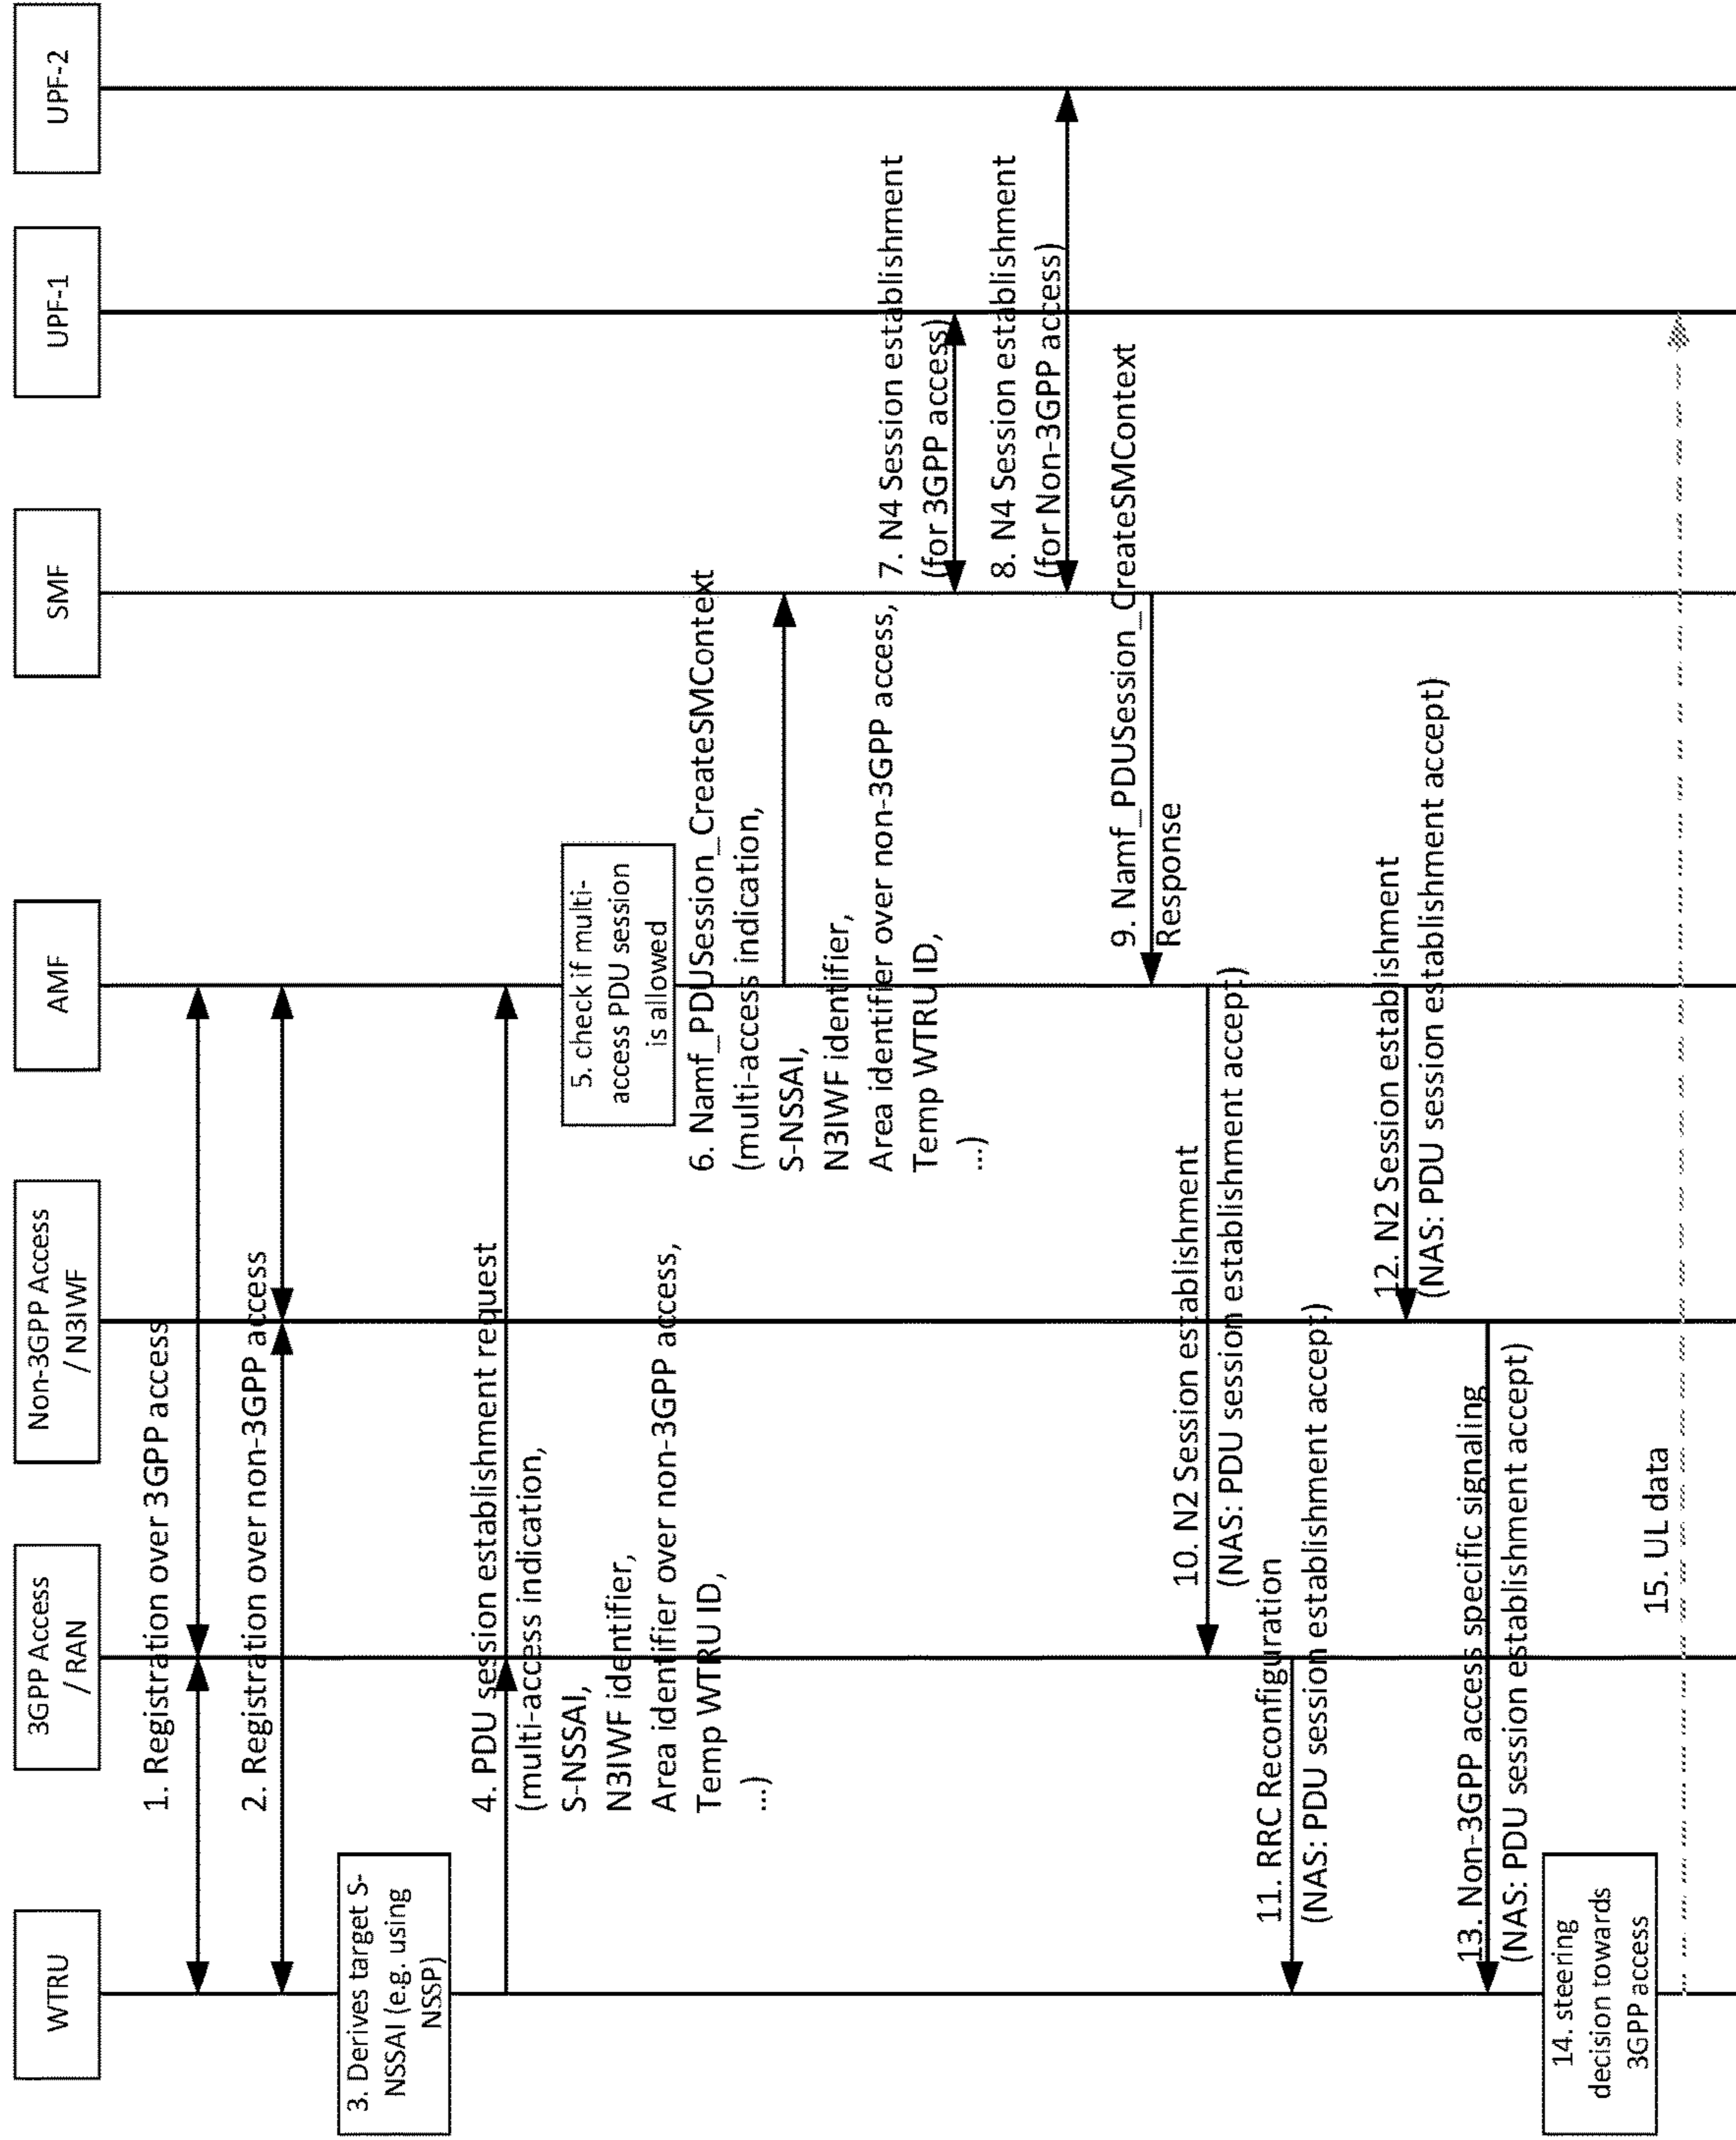 WTRU
3GPP Access
/ RAN
Non-3GPP Access
/ N3IWF
AMF
SMF
UPF-1
UPF-2
1. Registration over 3GPP access
2. Registration over non-3GPP access
3. Derives target S-
NSSAI (e.g. using
NSSP)
4. PDU session establishment request
(multi-access indication,
S-NSSAI,
N3IWF identifier,
Area identifier over non-3GPP access,
Temp WTRU ID,
...)
5. check if multi-
access PDU session
is allowed
6. Namf_PDUSession_CreateSMContext
(multi-access indication,
S-NSSAI,
N3IWF identifier,
Area identifier over non-3GPP access,
Temp WTRU ID,
...)
7. N4 Session establishment
(for 3GPP access)
8. N4 Session establishment
(for Non-3GPP access)
9. Namf_PDUSession_CreateSMContext
Response
10. N2 Session establishment
(NAS: PDU session establishment accept)
11. RRC Reconfiguration
(NAS: PDU session establishment accept)
12. N2 Session establishment
(NAS: PDU session establishment accept)
13. Non-3GPP access specific signaling
(NAS: PDU session establishment accept)
14. steering
decision towards
3GPP access
15. UL data